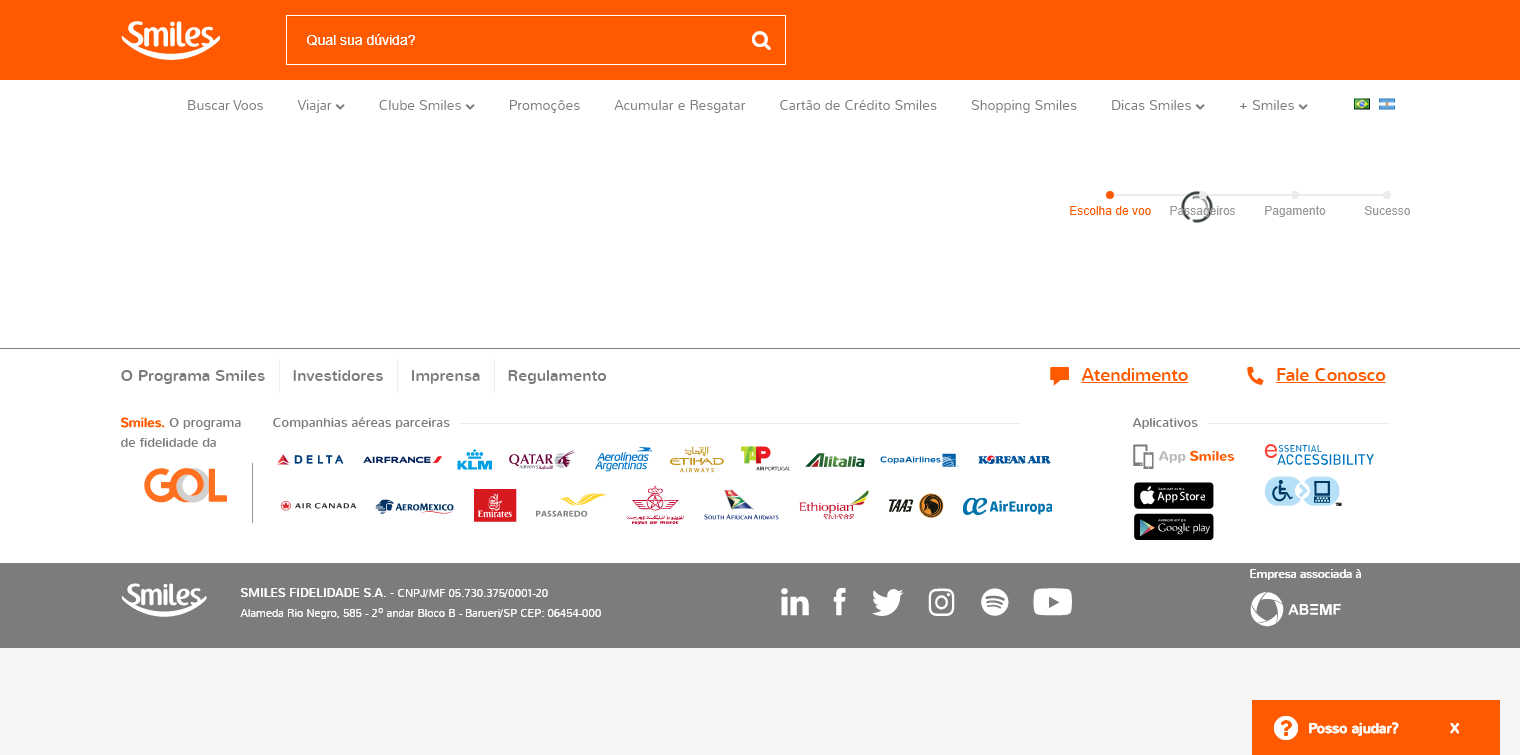 Smiles
Qual sua dúvida?
Buscar Voos Viajar Clube Smiles Promoções Acumular e Resgatar Cartão de Crédito Smiles Shopping Smiles Dicas Smiles + Smiles
Escolha de voo Passageiros Pagamento Sucesso
O Programa Smiles Investidores Imprensa Regulamento Atendimento Fale Conosco
Smiles. O programa
de fidelidade da
GOL
Companhias aéreas parceiras
DELTA AIRFRANCE KLM QATAR AIRWAYS Aerolíneas Argentinas ETIHAD AIRWAYS TAP AIR PORTUGAL Alitalia CopaAirlines KOREAN AIR
AIR CANADA AEROMEXICO Emirates PASSAREDO royal air maroc SOUTH AFRICAN AIRWAYS Ethiopian TAAG AirEuropa
Aplicativos
App Smiles
App Store
Google play
eSSENTIAL
ACCESSIBILITY
Smiles
SMILES FIDELIDADE S.A. - CNPJ/MF 05.730.375/0001-20
Alameda Rio Negro, 585 - 2º andar Bloco B - Barueri/SP CEP: 06454-000
Empresa associada à
ABEMF
Posso ajudar? X